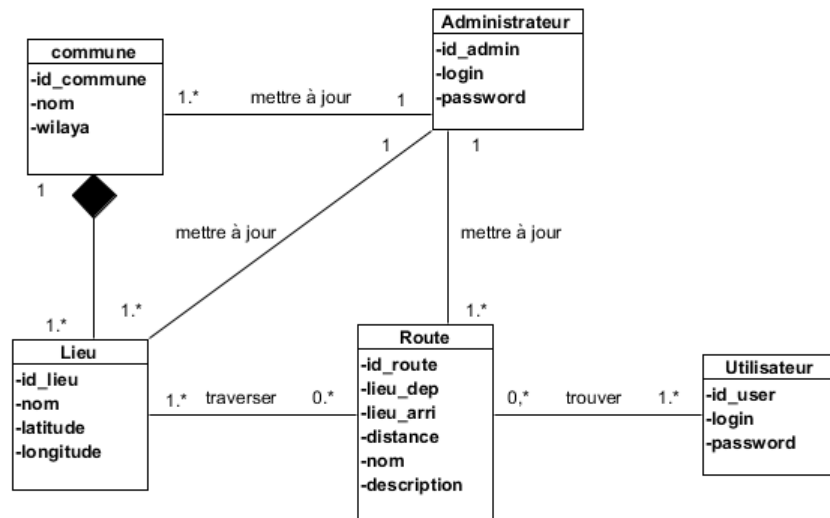 Administrateur
-id_admin
-login
-password
commune
-id_commune
-nom
-wilaya
1.*
mettre à jour
1
1
1
1
mettre à jour
mettre à jour
1.*
1.*
1.*
Lieu
-id_lieu
-nom
-latitude
-longitude
1.*
traverser
0.*
Route
-id_route
-lieu_dep
-lieu_arri
-distance
-nom
-description
0,*
trouver
1.*
Utilisateur
-id_user
-login
-password